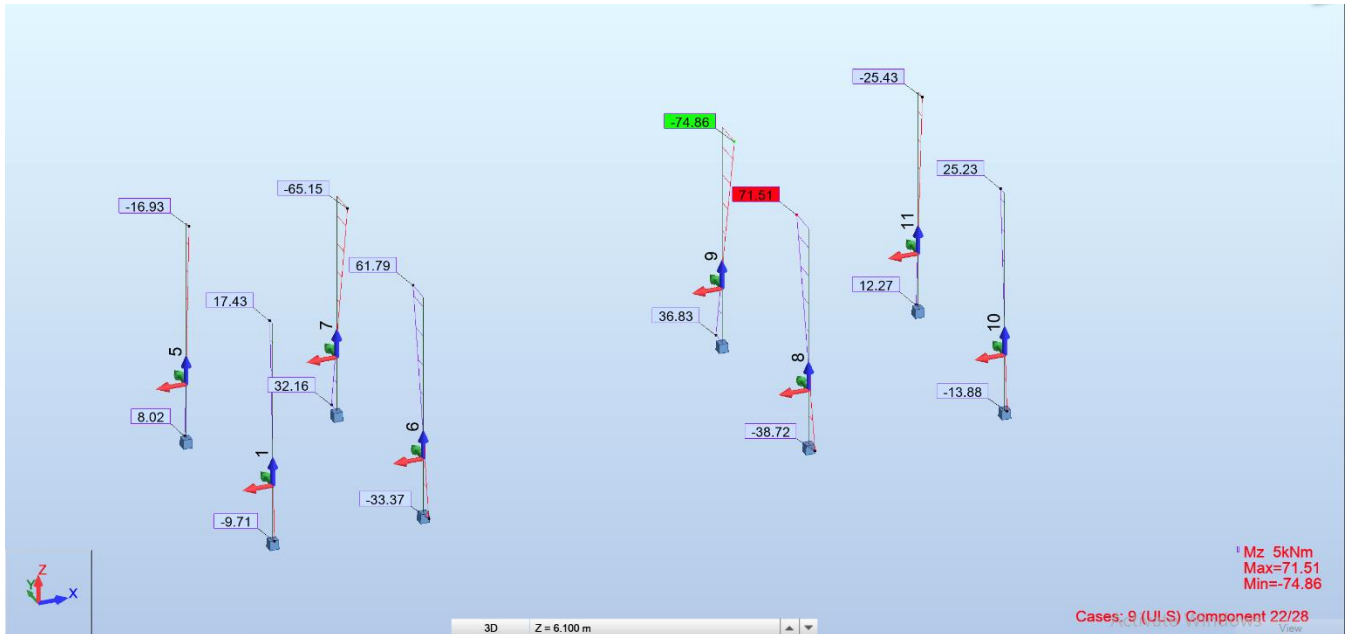 -25.43
-74.86
25.23
-65.15
71.51
-16.93
11
9
61.79
12.27
36.83
17.43
10
7
5
8
32.16
-13.88
8.02
6
-38.72
1
-33.37
-9.71
Mz 5kNm
Max=71.51
Min=-74.86
Z
Y
X
Cases: 9 (ULS) Component 22/28
Activate Windows
3D Z = 6.100 m
View